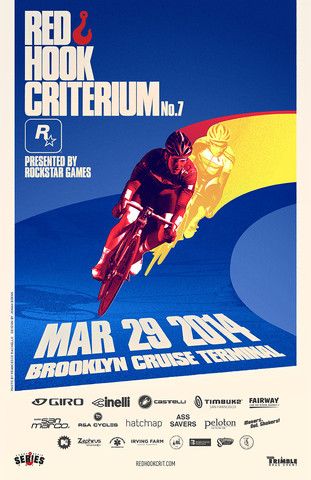 RED
HOOK
CRITERIUM No.7
R
PRESENTED BY
ROCKSTAR GAMES
MAR 29 2014
BROOKLYN CRUISE TERMINAL
GIRO cinelli CASTELLI TIMBUK2 FAIRWAY
SAN MARCO R&A CYCLES hatchmap ASS SAVERS peloton
Zephyrus IRVING FARM
SERIES
REDHOOKCRIT.COM
TRIMBLE